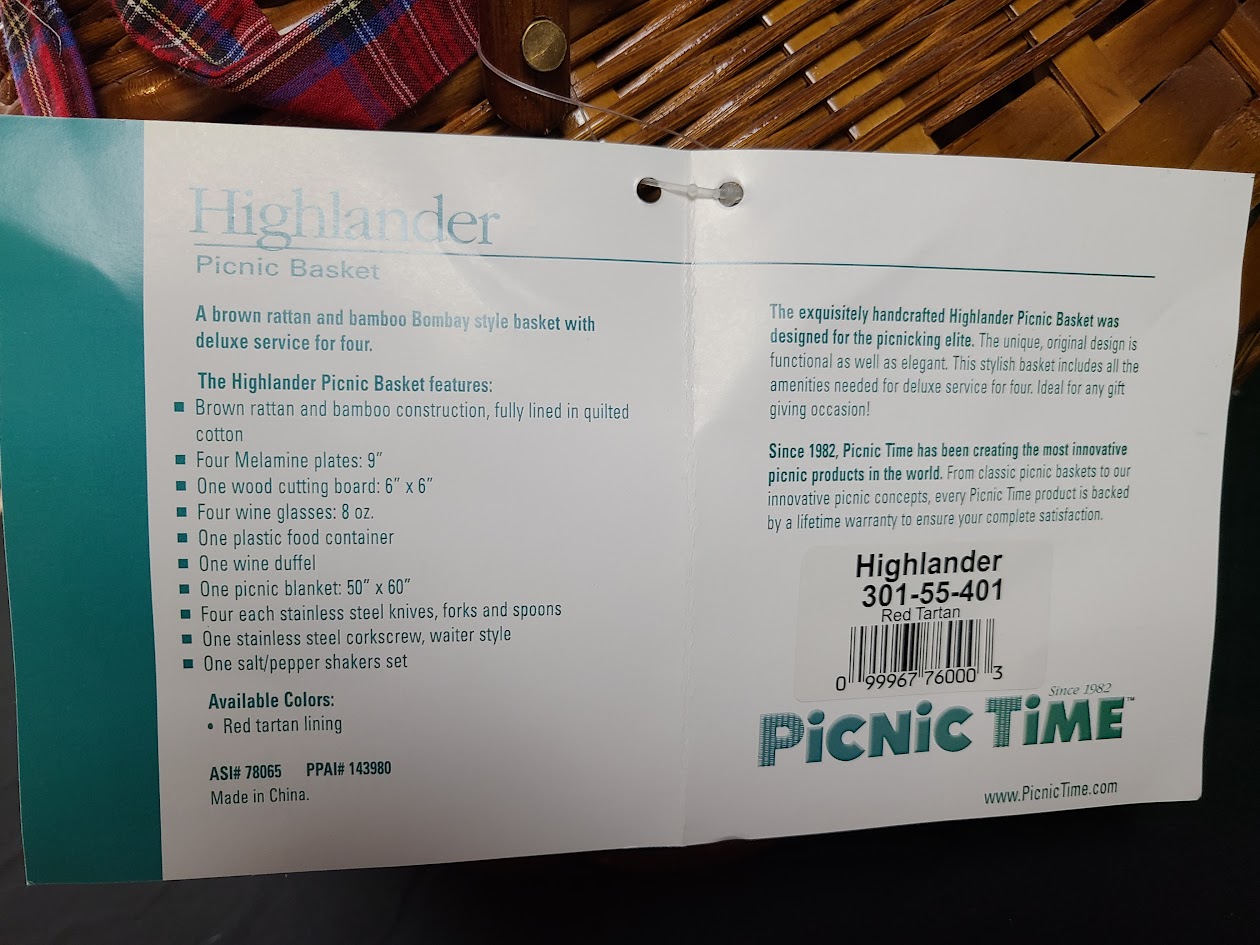 Highlander
Picnic Basket
A brown rattan and bamboo Bombay style basket with
deluxe service for four.
The Highlander Picnic Basket features:
■ Brown rattan and bamboo construction, fully lined in quilted
cotton
■ Four Melamine plates: 9”
■ One wood cutting board: 6” x 6”
■ Four wine glasses: 8 oz.
■ One plastic food container
■ One wine duffel
■ One picnic blanket: 50” x 60”
■ Four each stainless steel knives, forks and spoons
■ One stainless steel corkscrew, waiter style
■ One salt/pepper shakers set
Available Colors:
• Red tartan lining
ASI# 78065 PPAI# 143980
Made in China.
The exquisitely handcrafted Highlander Picnic Basket was
designed for the picnicking elite. The unique, original design is
functional as well as elegant. This stylish basket includes all the
amenities needed for deluxe service for four. Ideal for any gift
giving occasion!
Since 1982, Picnic Time has been creating the most innovative
picnic products in the world. From classic picnic baskets to our
innovative picnic concepts, every Picnic Time product is backed
by a lifetime warranty to ensure your complete satisfaction.
Highlander
301-55-401
Red Tartan
0 99967 76000 3
Since 1982
PiCNiC TiME™
www.PicnicTime.com